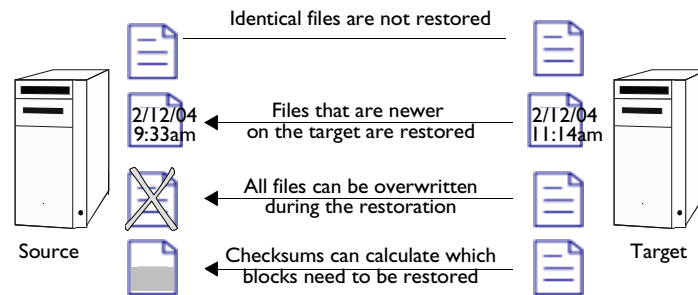 Identical files are not restored
2/12/04
9:33am
Files that are newer
on the target are restored
2/12/04
11:14am
All files can be overwritten
during the restoration
Source
Checksums can calculate which
blocks need to be restored
Target